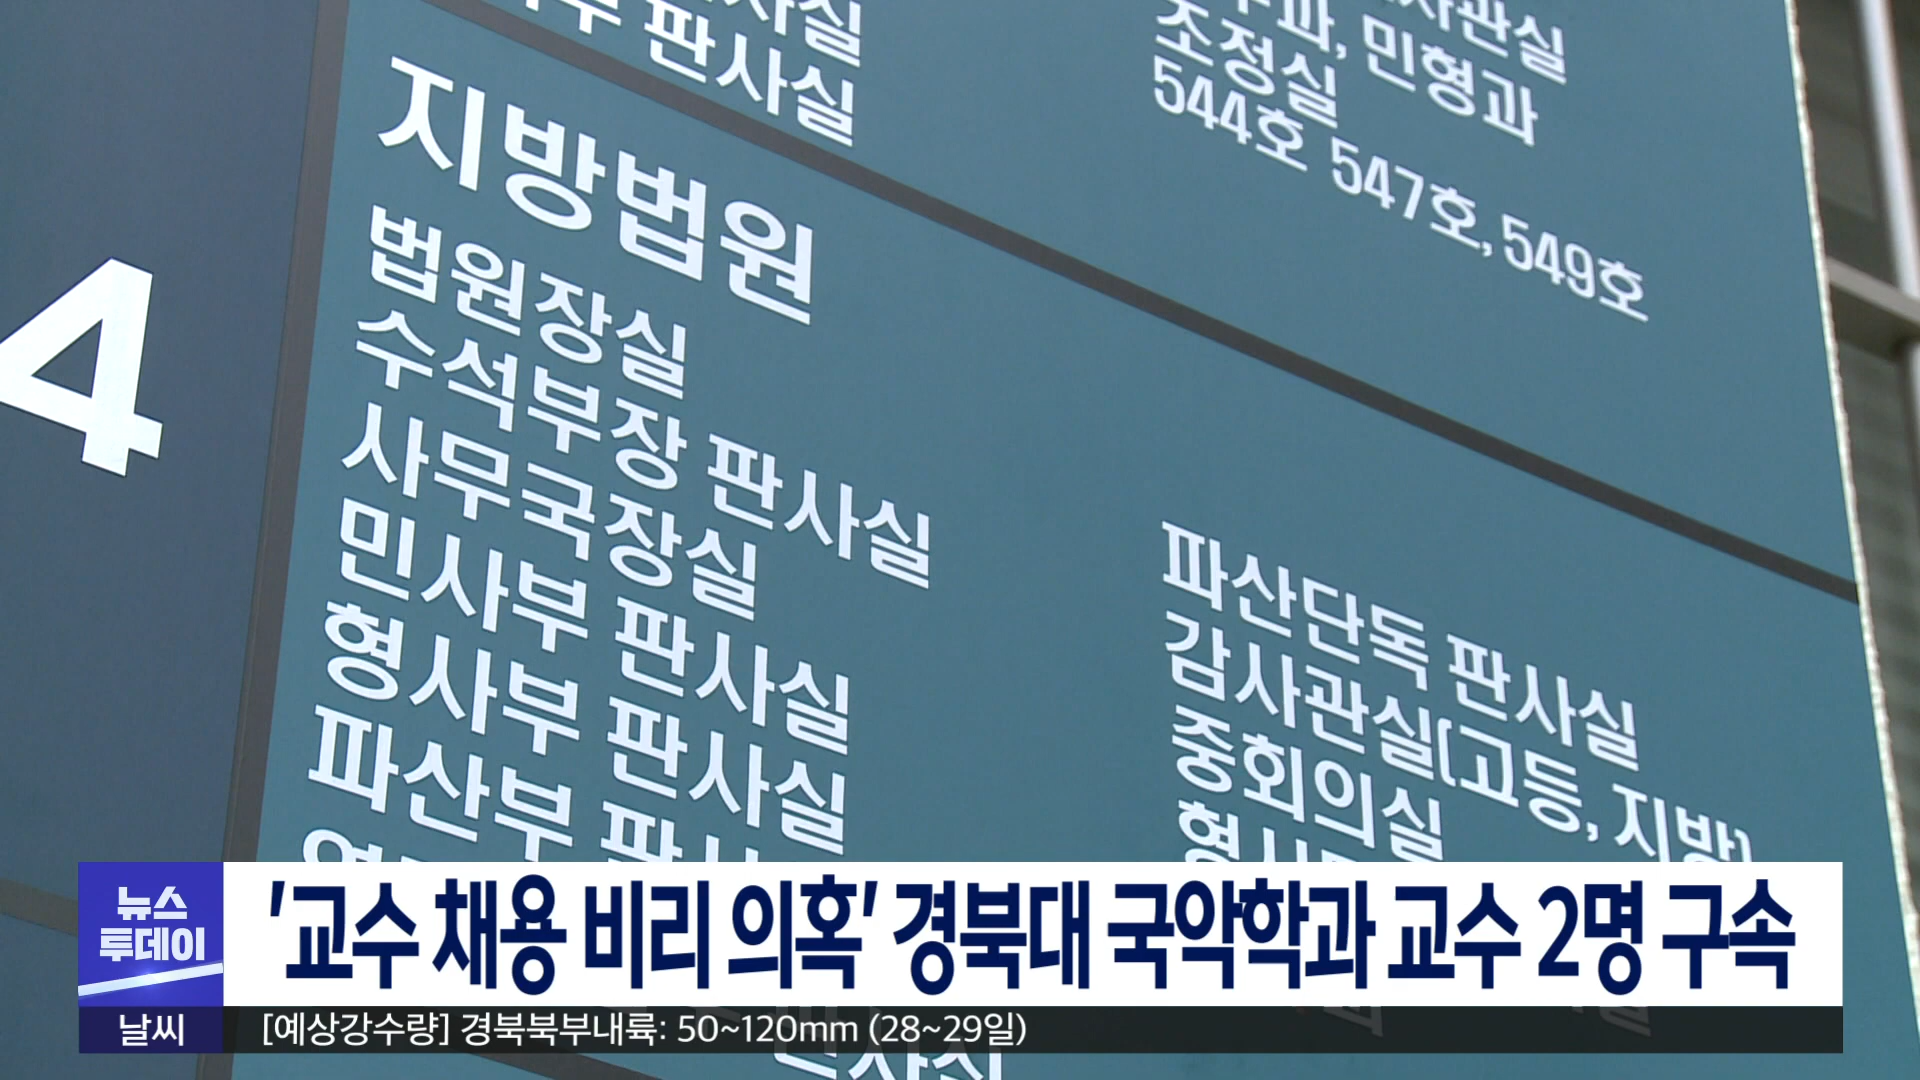 판사실
조정실
민형과
544호 547호, 549호
4
지방법원
법원장실
수석부장 판사실
사무국장실
민사부 판사실
형사부 판사실
파산부
파산단독 판사실
감사관실(고등, 지방)
중회의실
뉴스
투데이
'교수 채용 비리 의혹' 경북대 국악학과 교수 2명 구속
날씨
[예상강수량] 경북북부내륙: 50~120mm (28~29일)